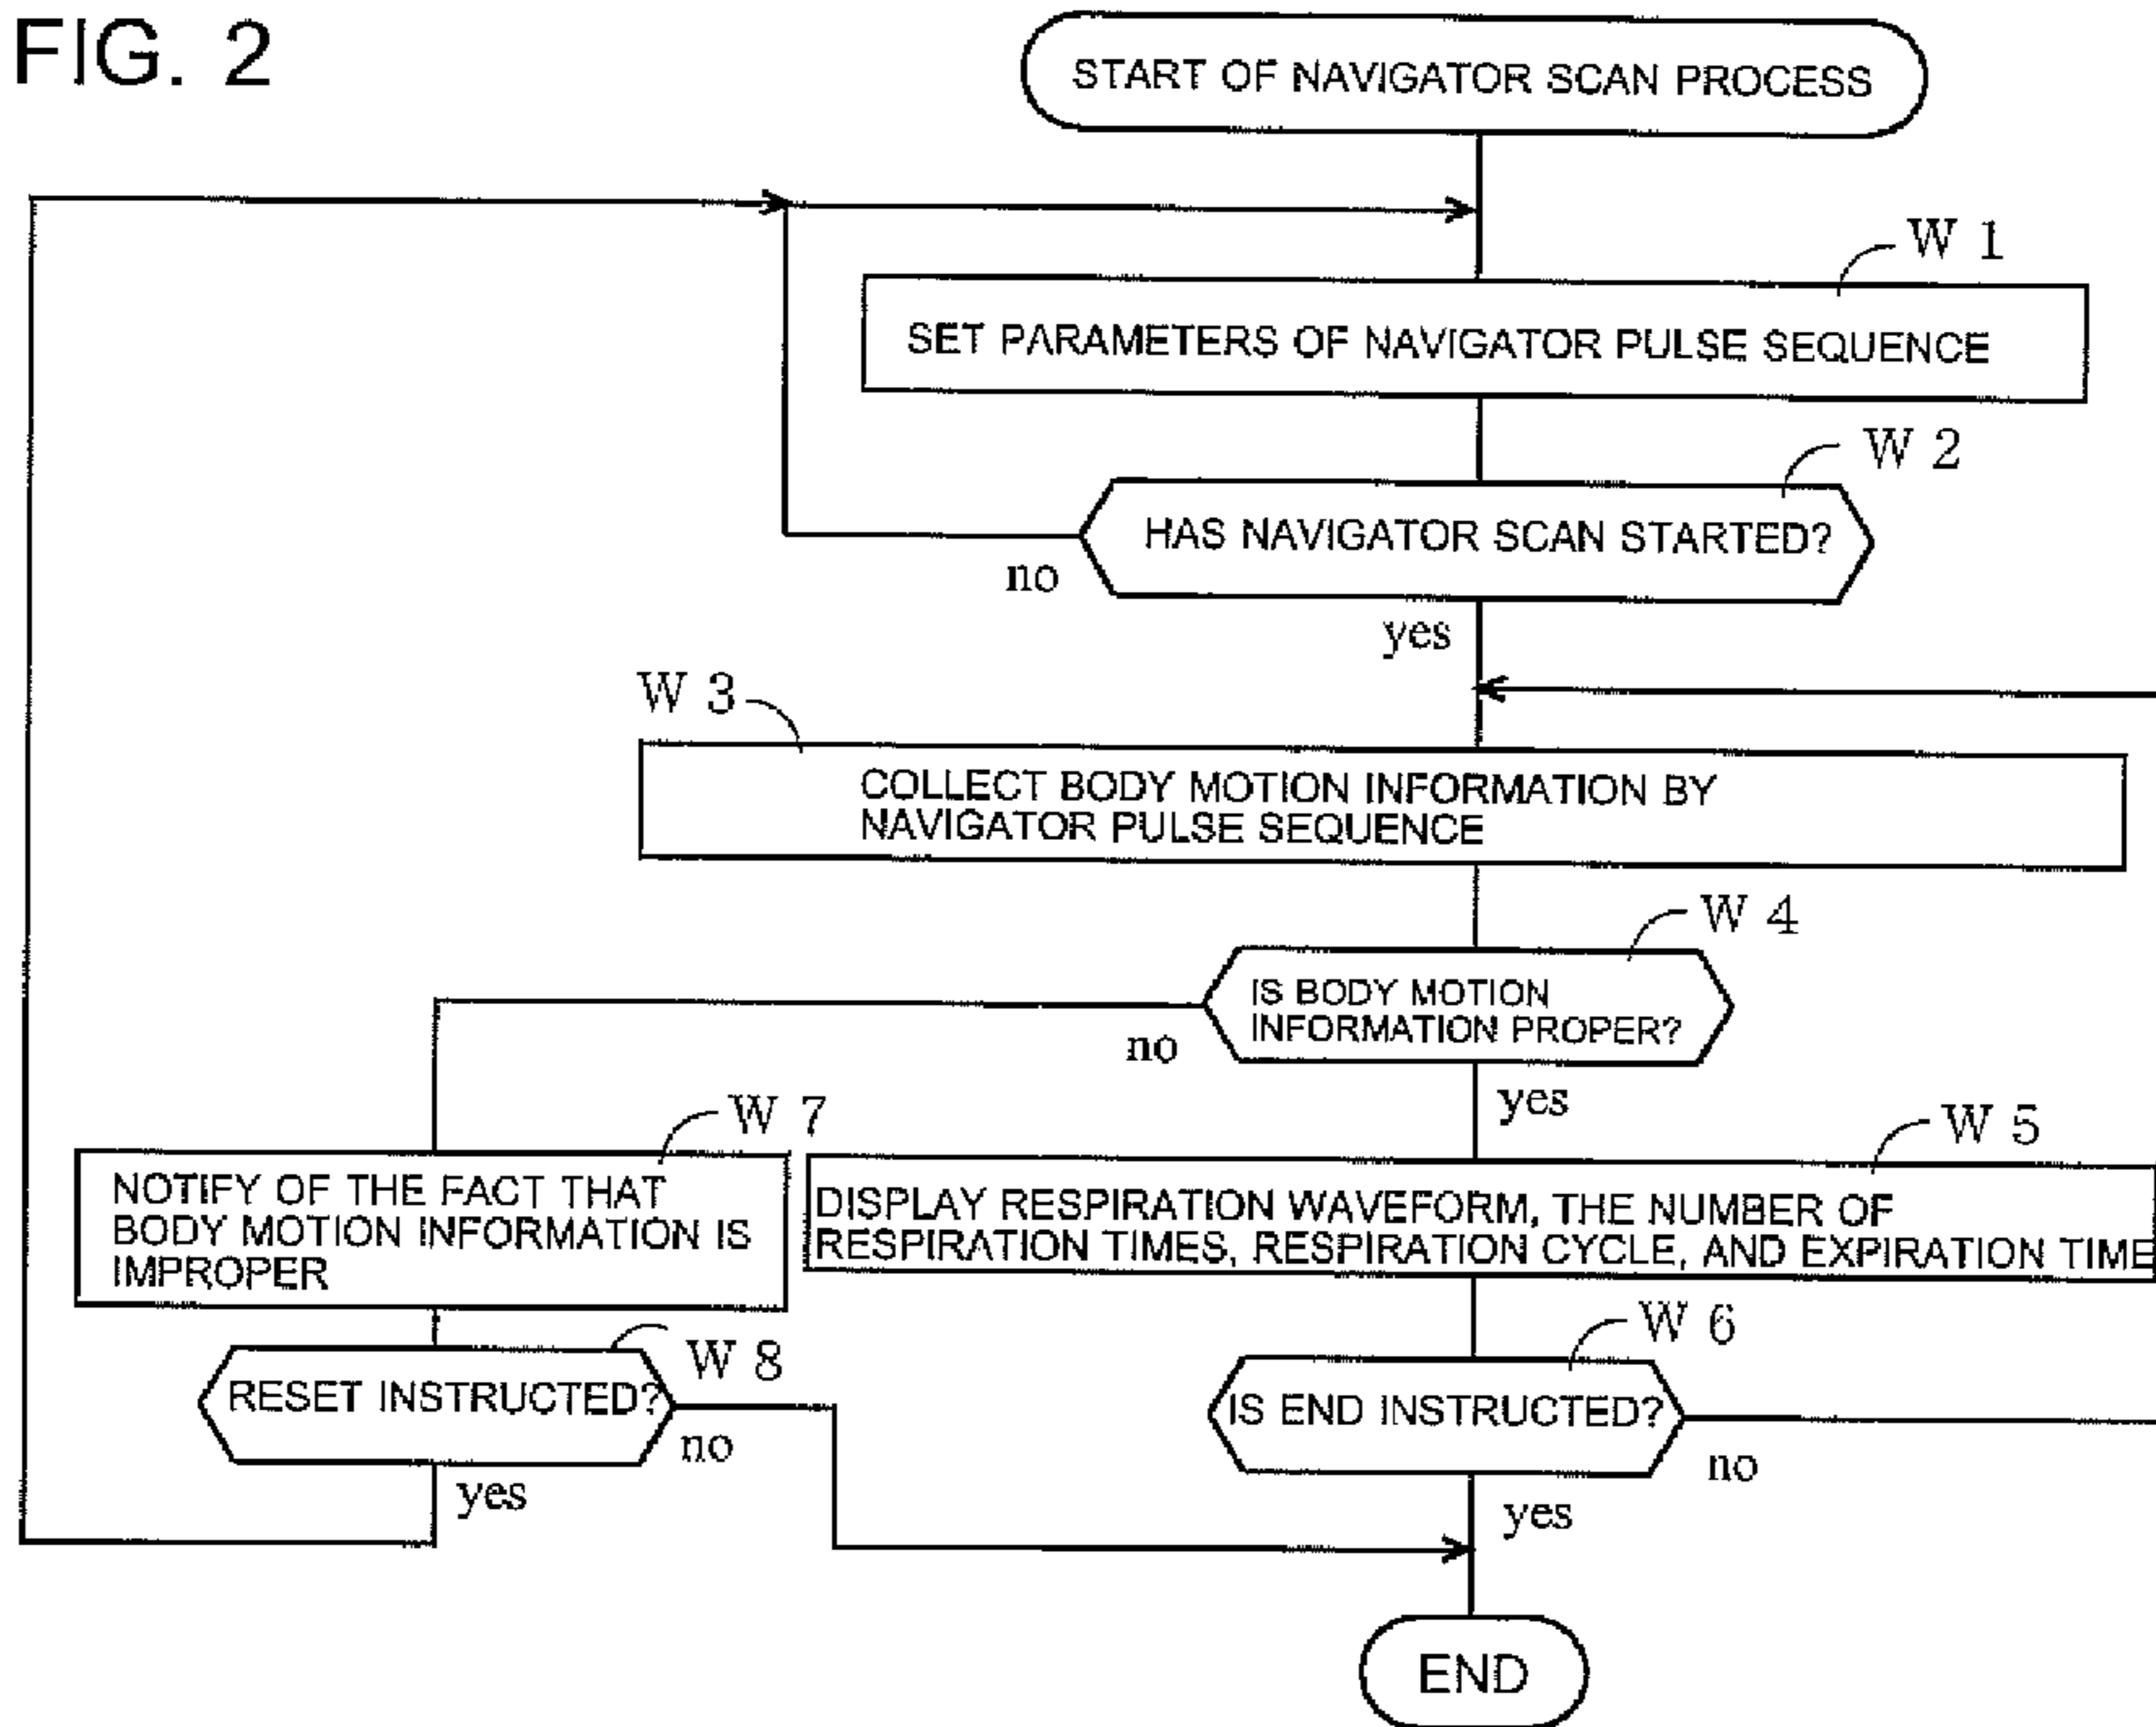 FIG. 2
START OF NAVIGATOR SCAN PROCESS
W 1
SET PARAMETERS OF NAVIGATOR PULSE SEQUENCE
W 2
HAS NAVIGATOR SCAN STARTED?
no
yes
W 3
COLLECT BODY MOTION INFORMATION BY
NAVIGATOR PULSE SEQUENCE
W 4
IS BODY MOTION
INFORMATION PROPER?
no
yes
W 7
NOTIFY OF THE FACT THAT
BODY MOTION INFORMATION IS
IMPROPER
W 5
DISPLAY RESPIRATION WAVEFORM, THE NUMBER OF
RESPIRATION TIMES, RESPIRATION CYCLE, AND EXPIRATION TIME
W 8
RESET INSTRUCTED?
no
yes
W 6
IS END INSTRUCTED?
no
yes
END